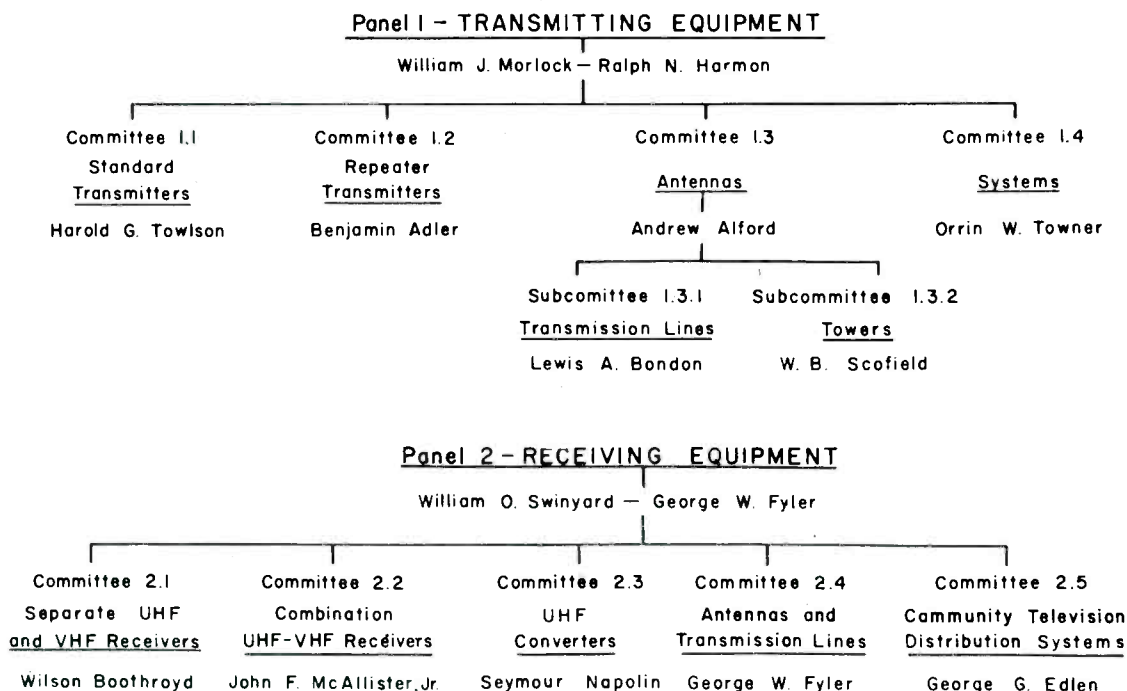 Panel 1 - TRANSMITTING EQUIPMENT
William J. Morlock — Ralph N. Harmon
Committee 1.1
Standard
Transmitters
Harold G. Towlson
Committee 1.2
Repeater
Transmitters
Benjamin Adler
Committee 1.3
Antennas
Andrew Alford
Committee 1.4
Systems
Orrin W. Towner
Subcomittee 1.3.1
Transmission Lines
Lewis A. Bondon
Subcommittee 1.3.2
Towers
W. B. Scofield
Panel 2 - RECEIVING EQUIPMENT
William O. Swinyard — George W. Fyler
Committee 2.1
Separate UHF
and VHF Receivers
Wilson Boothroyd
Committee 2.2
Combination
UHF-VHF Receivers
John F. McAllister, Jr.
Committee 2.3
UHF
Converters
Seymour Napolin
Committee 2.4
Antennas and
Transmission Lines
George W. Fyler
Committee 2.5
Cammunity Television
Distribution Systems
George G. Edlen